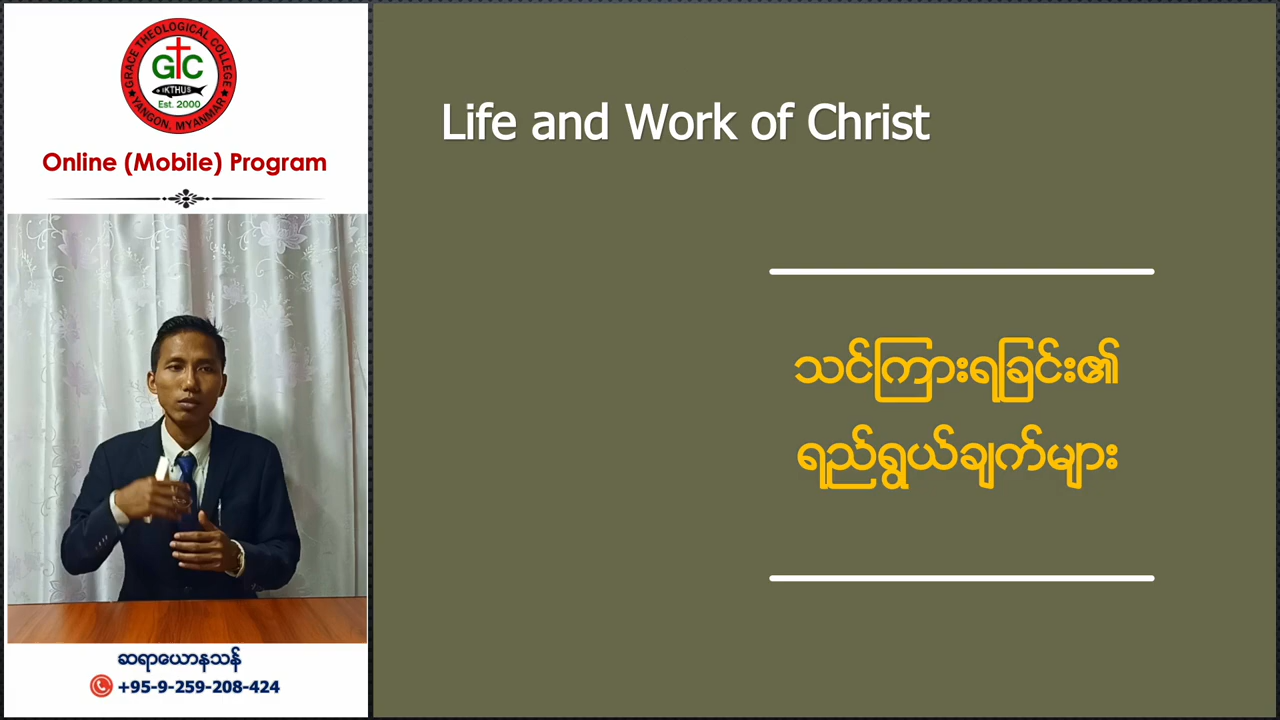 GRACE THEOLOGICAL COLLEGE
GTC
IKTHUS
Est. 2000
YANGON, MYANMAR
Online (Mobile) Program
ဆရာယောနသန်
+95-9-259-208-424
Life and Work of Christ
သင်ကြားရခြင်း၏
ရည်ရွယ်ချက်များ